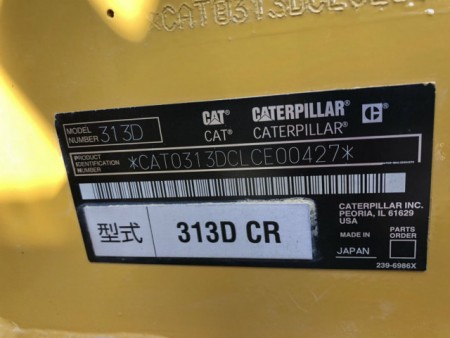 MODEL NUMBER 313D
CAT CATERPILLAR C
CAT CATERPILLAR
PRODUCT IDENTIFICATION NUMBER *CAT0313DCLCE00427*
型式 313D CR
CATERPILLAR INC.
PEORIA, IL 61629
USA
MADE IN JAPAN
PARTS ORDER
239-6986X